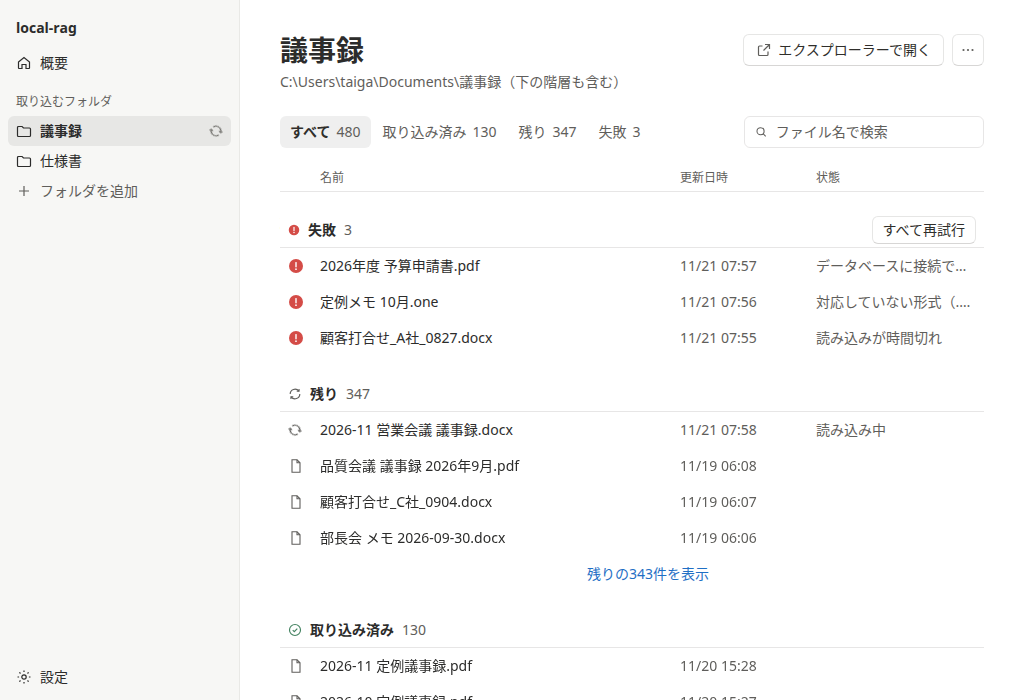 local-rag
概要
取り込むフォルダ
議事録
仕様書
フォルダを追加
設定
議事録
エクスプローラーで開く
...
C:\Users\taiga\Documents\議事録（下の階層も含む）
すべて 480 取り込み済み 130 残り 347 失敗 3
ファイル名で検索
名前 更新日時 状態
失敗 3 すべて再試行
2026年度 予算申請書.pdf 11/21 07:57 データベースに接続で...
定例メモ 10月.one 11/21 07:56 対応していない形式（....
顧客打合せ_A社_0827.docx 11/21 07:55 読み込みが時間切れ
残り 347
2026-11 営業会議 議事録.docx 11/21 07:58 読み込み中
品質会議 議事録 2026年9月.pdf 11/19 06:08
顧客打合せ_C社_0904.docx 11/19 06:07
部長会 メモ 2026-09-30.docx 11/19 06:06
残りの343件を表示
取り込み済み 130
2026-11 定例議事録.pdf 11/20 15:28